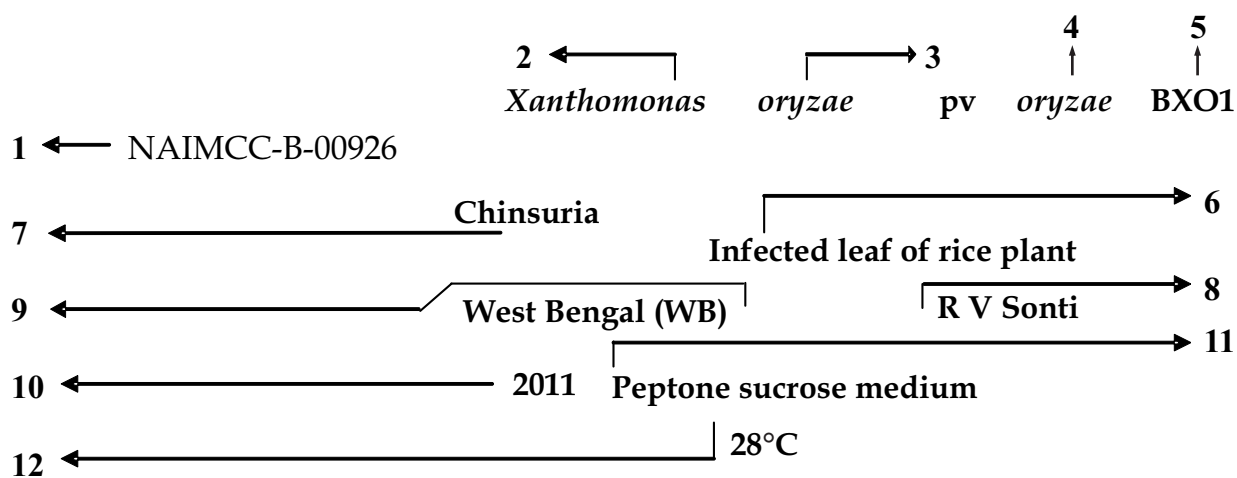 4 5
2 3
Xanthomonas oryzae pv oryzae BXO1
1 NAIMCC-B-00926
6
Chinsuria
7
Infected leaf of rice plant
8
9 West Bengal (WB) R V Sonti
11
10 2011 Peptone sucrose medium
28°C
12